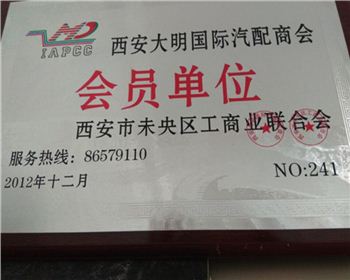 IAPCC
西安大明国际汽配商会
会员单位
西安市未央区工商业联合会
服务热线：86579110
2012年十二月
NO:241